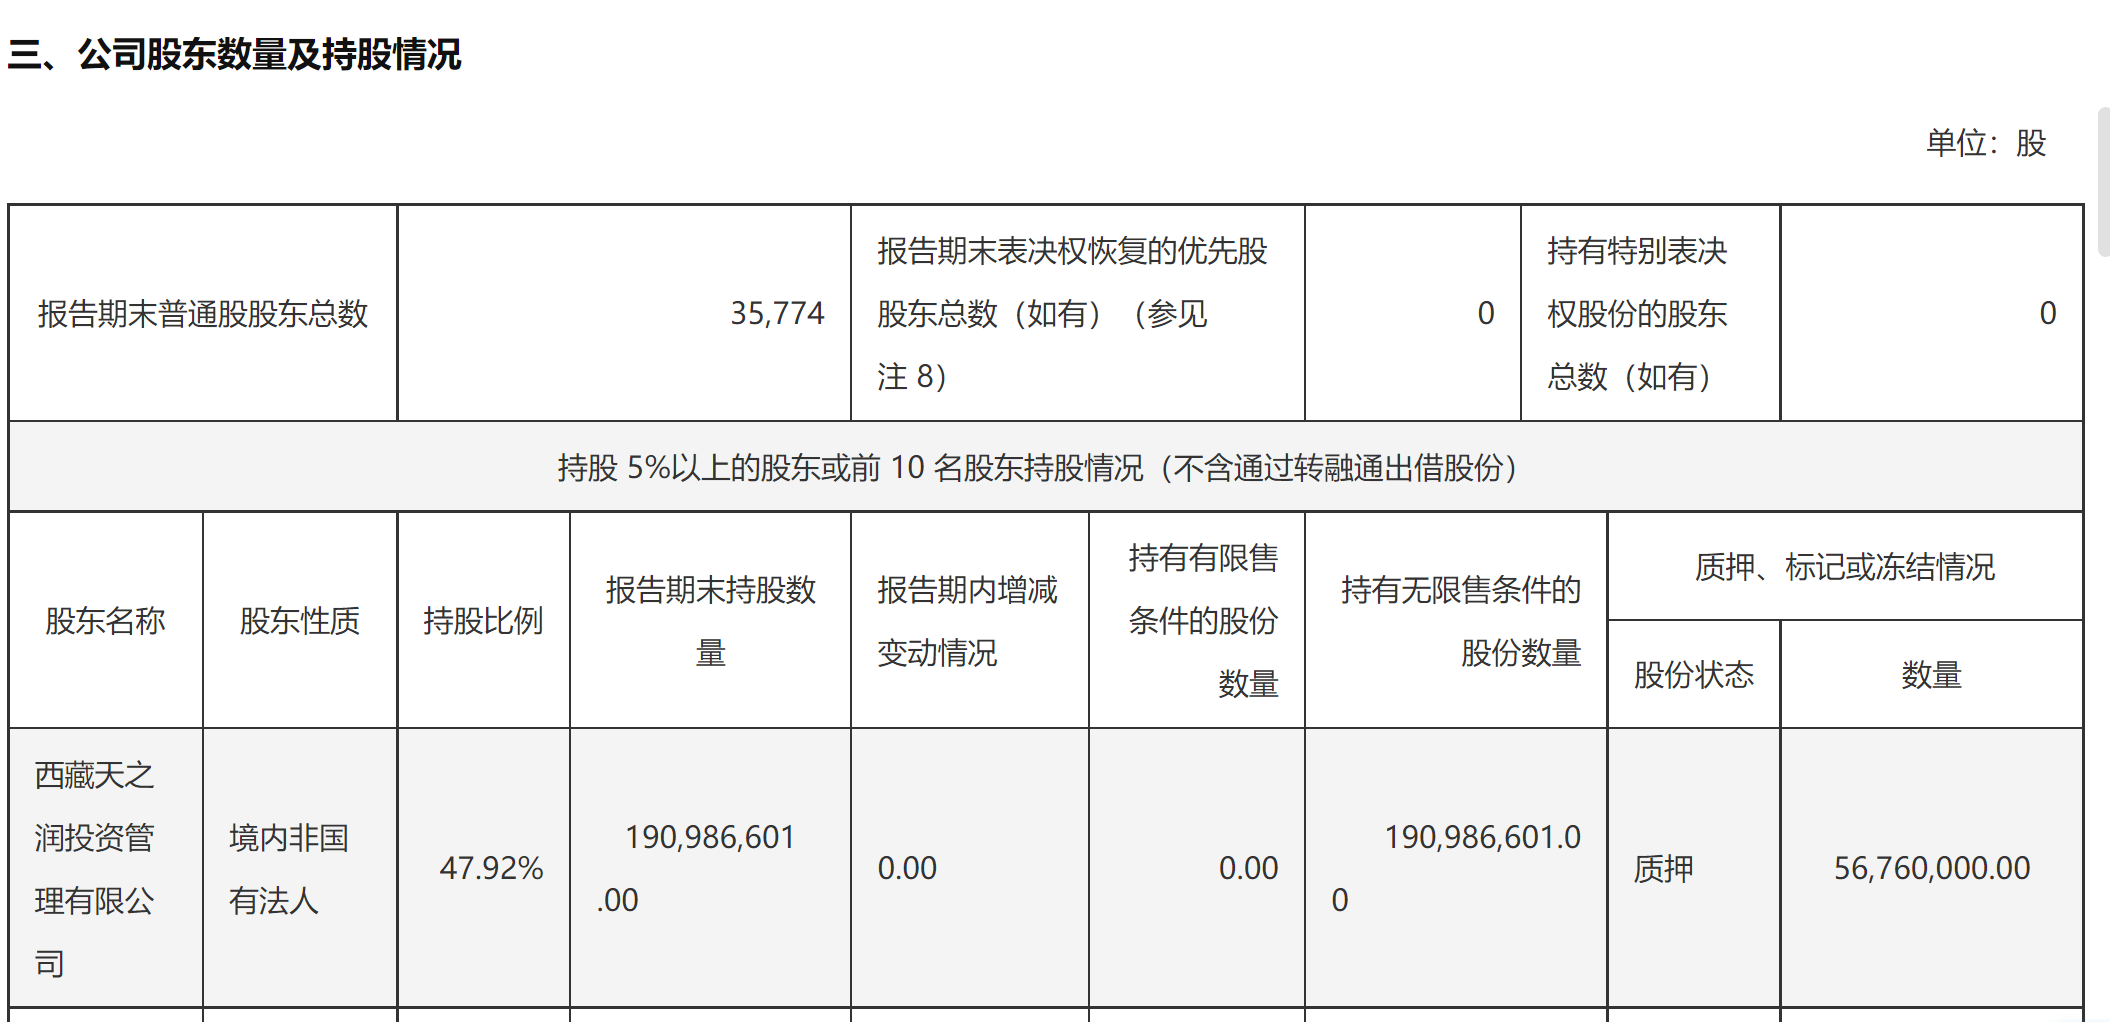 三、公司股东数量及持股情况
单位：股
报告期末普通股股东总数
35,774
报告期末表决权恢复的优先股
股东总数（如有）（参见
注 8）
0
持有特别表决
权股份的股东
总数（如有）
0
持股 5%以上的股东或前 10 名股东持股情况（不含通过转融通出借股份）
股东名称
股东性质
持股比例
报告期末持股数
量
报告期内增减
变动情况
持有有限售
条件的股份
数量
持有无限售条件的
股份数量
质押、标记或冻结情况
股份状态
数量
西藏天之
润投资管
理有限公
司
境内非国
有法人
47.92%
190,986,601
.00
0.00
0.00
190,986,601.0
0
质押
56,760,000.00